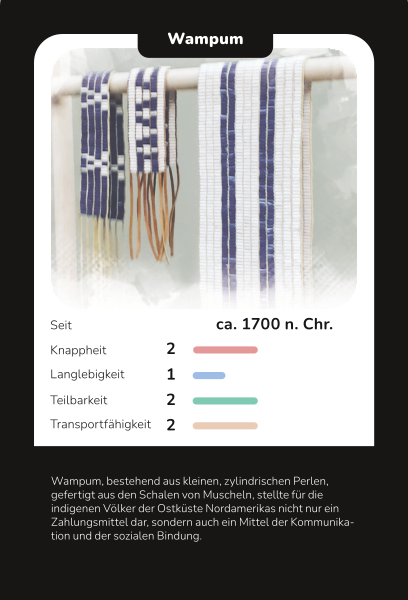 Wampum
Seit ca. 1700 n. Chr.
Knappheit 2
Langlebigkeit 1
Teilbarkeit 2
Transportfähigkeit 2
Wampum, bestehend aus kleinen, zylindrischen Perlen,
gefertigt aus den Schalen von Muscheln, stellte für die
indigenen Völker der Ostküste Nordamerikas nicht nur ein
Zahlungsmittel dar, sondern auch ein Mittel der Kommunika-
tion und der sozialen Bindung.